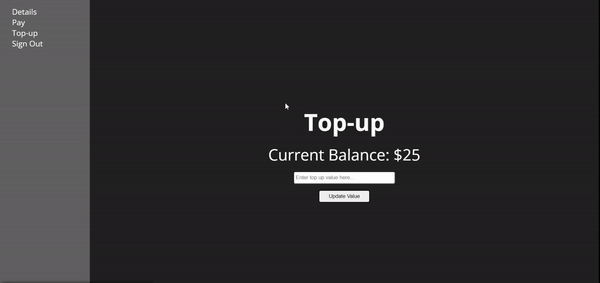 Details
Pay
Top-up
Sign Out
Top-up
Current Balance: $25
Enter top up value here...
Update Value